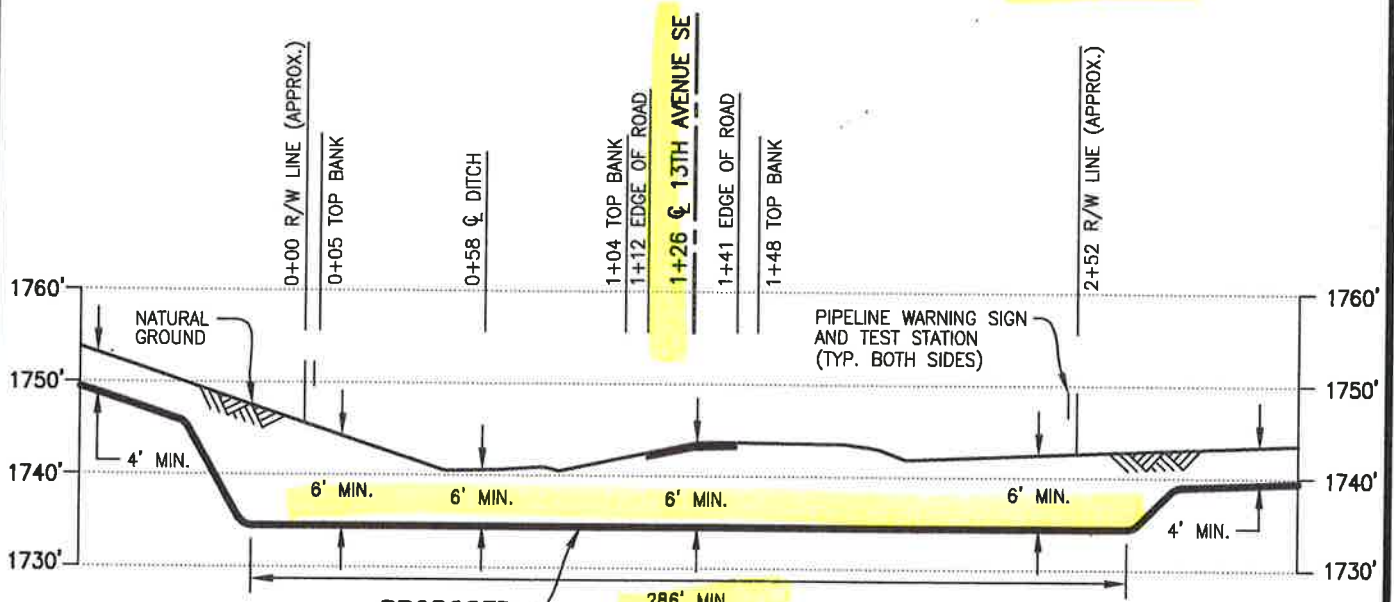 0+00 R/W LINE (APPROX.)
0+05 TOP BANK
0+58 ℄ DITCH
1+04 TOP BANK
1+12 EDGE OF ROAD
1+26 ℄ 13TH AVENUE SE
1+41 EDGE OF ROAD
1+48 TOP BANK
2+52 R/W LINE (APPROX.)
1760'
1760'
NATURAL
GROUND
PIPELINE WARNING SIGN
AND TEST STATION
(TYP. BOTH SIDES)
1750'
1750'
4' MIN.
1740'
1740'
6' MIN.
6' MIN.
6' MIN.
6' MIN.
4' MIN.
1730'
1730'
286' MIN.